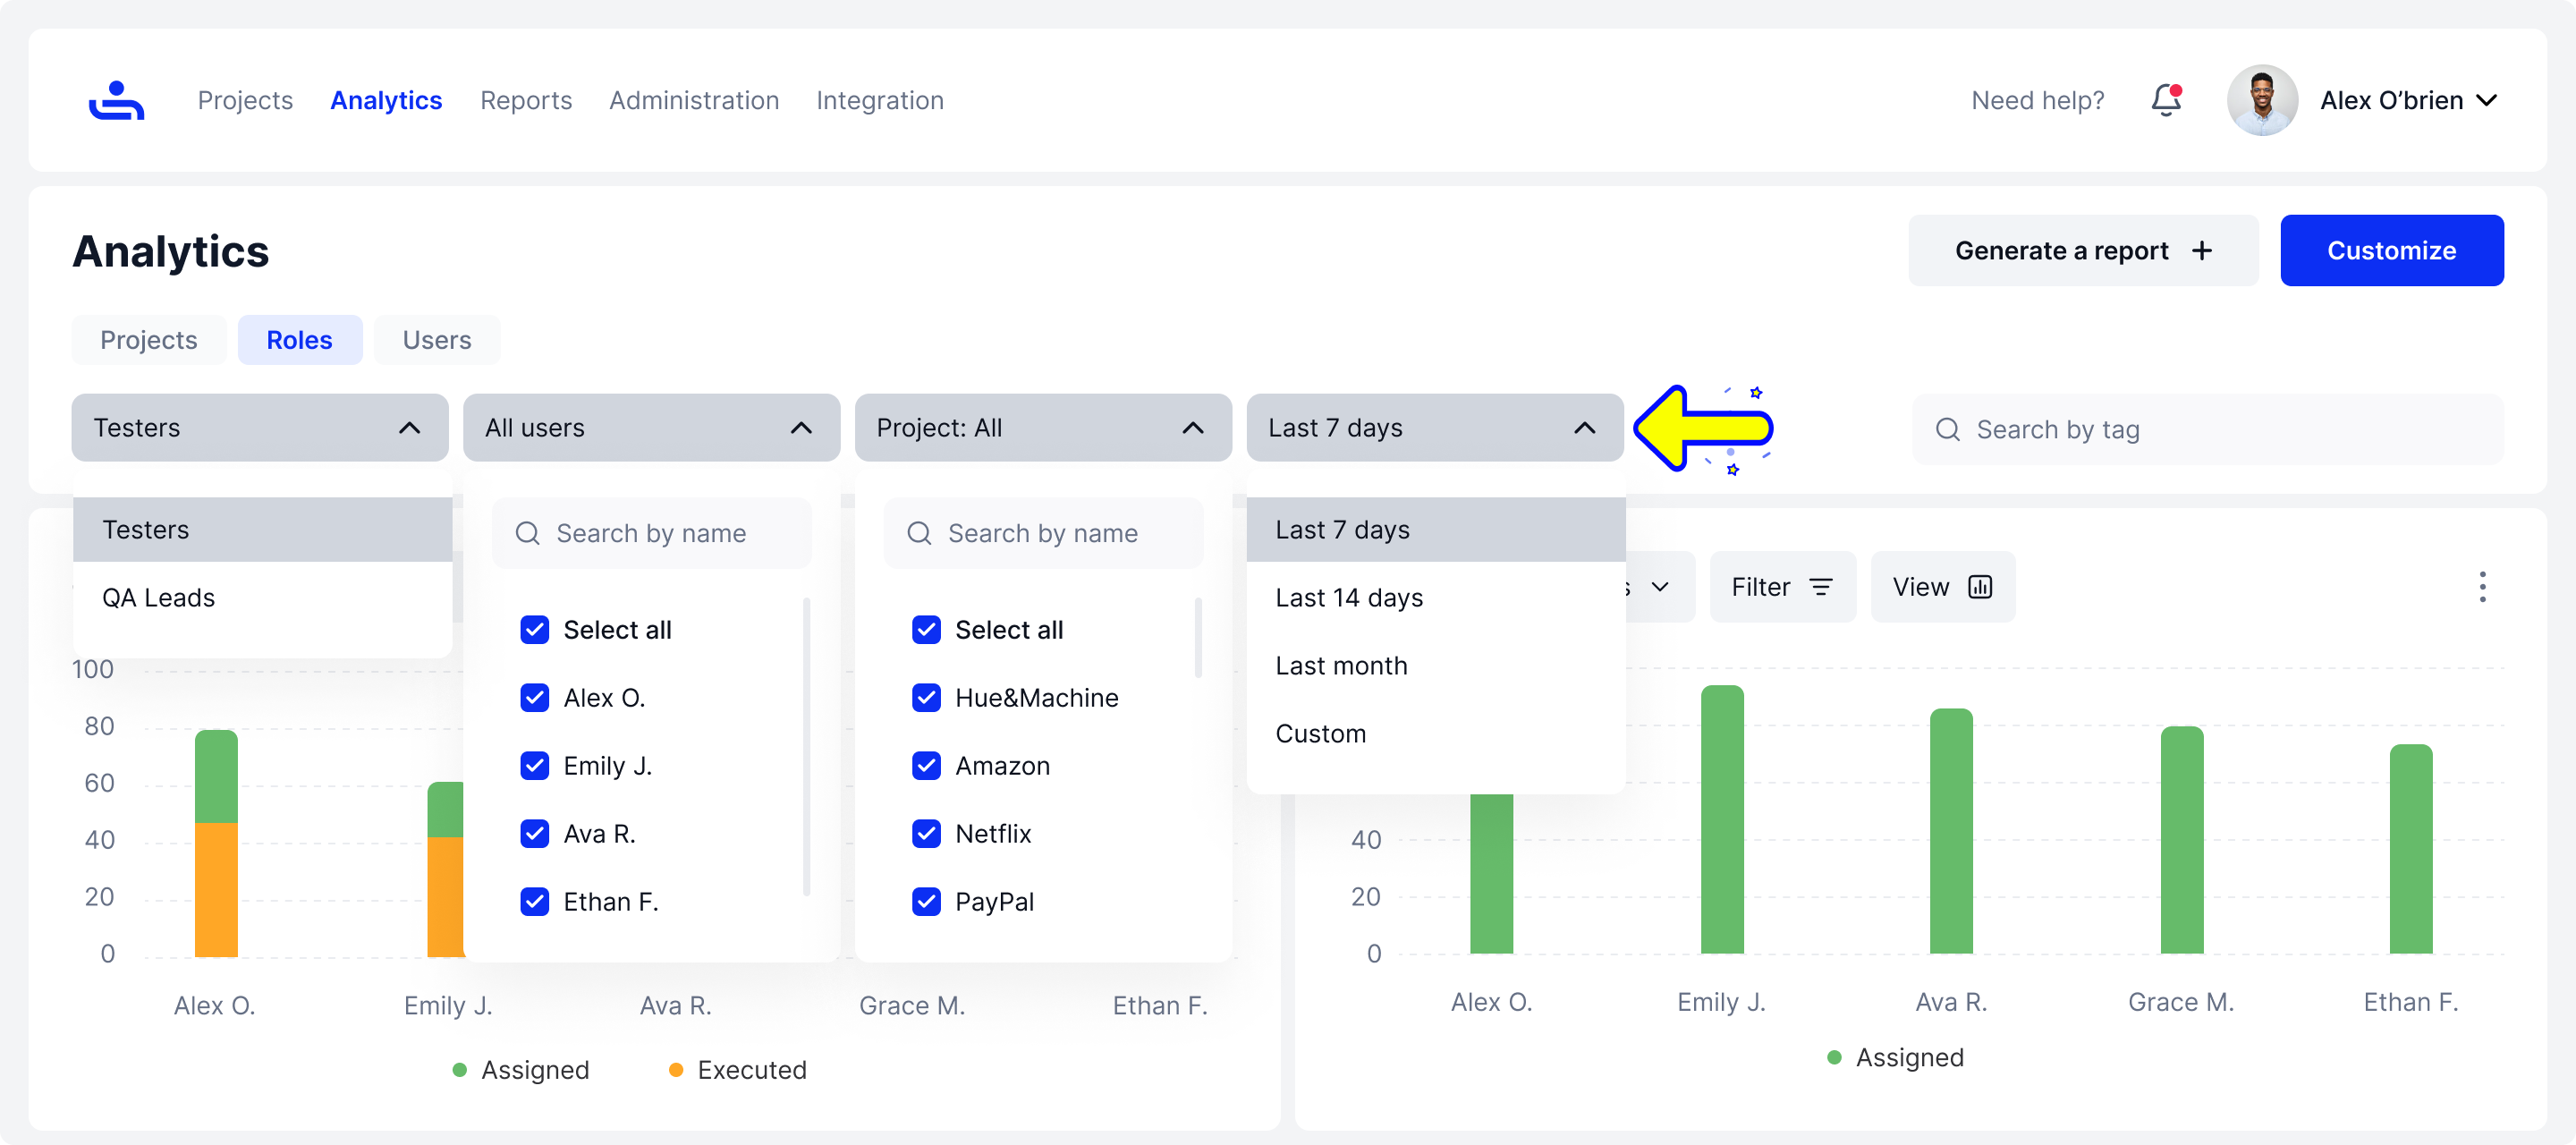 Projects Analytics Reports Administration Integration Need help? Alex O’brien
Analytics
Generate a report + Customize
Projects Roles Users
Testers All users Project: All Last 7 days Search by tag
Testers
QA Leads
Search by name
Select all
Alex O.
Emily J.
Ava R.
Ethan F.
Search by name
Select all
Hue&Machine
Amazon
Netflix
PayPal
Last 7 days
Last 14 days
Last month
Custom
Filter View
100
80
60
40
20
0
Alex O. Emily J. Ava R. Grace M. Ethan F.
Assigned Executed
40
20
0
Alex O. Emily J. Ava R. Grace M. Ethan F.
Assigned